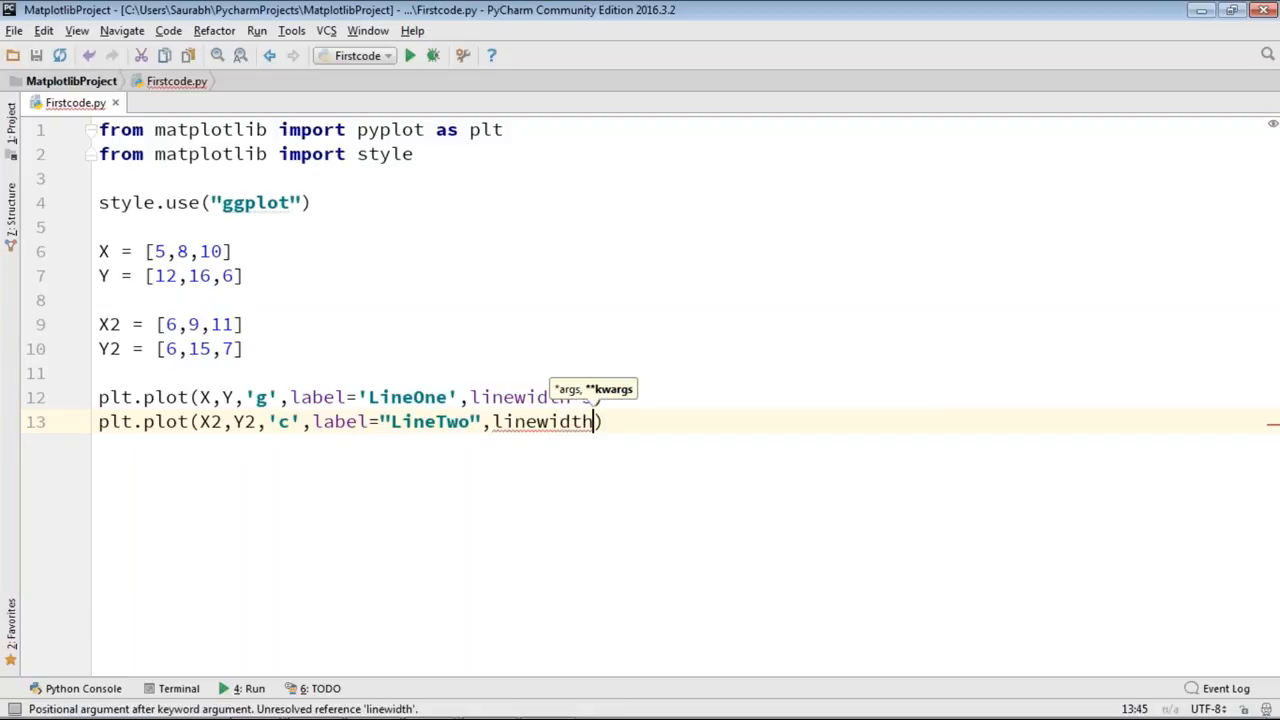 MatplotlibProject - [C:\Users\Saurabh\PycharmProjects\MatplotlibProject] - ...\Firstcode.py - PyCharm Community Edition 2016.3.2
File Edit View Navigate Code Refactor Run Tools VCS Window Help
Firstcode
MatplotlibProject Firstcode.py
Firstcode.py
1: Project
7: Structure
2: Favorites
1 from matplotlib import pyplot as plt
2 from matplotlib import style
3
4 style.use("ggplot")
5
6 X = [5,8,10]
7 Y = [12,16,6]
8
9 X2 = [6,9,11]
10 Y2 = [6,15,7]
11
*args, **kwargs
12 plt.plot(X,Y,'g',label='LineOne',linewidth
13 plt.plot(X2,Y2,'c',label="LineTwo",linewidth)
Python Console Terminal 4: Run 6: TODO Event Log
Positional argument after keyword argument. Unresolved reference 'linewidth'. 13:45 n/a UTF-8